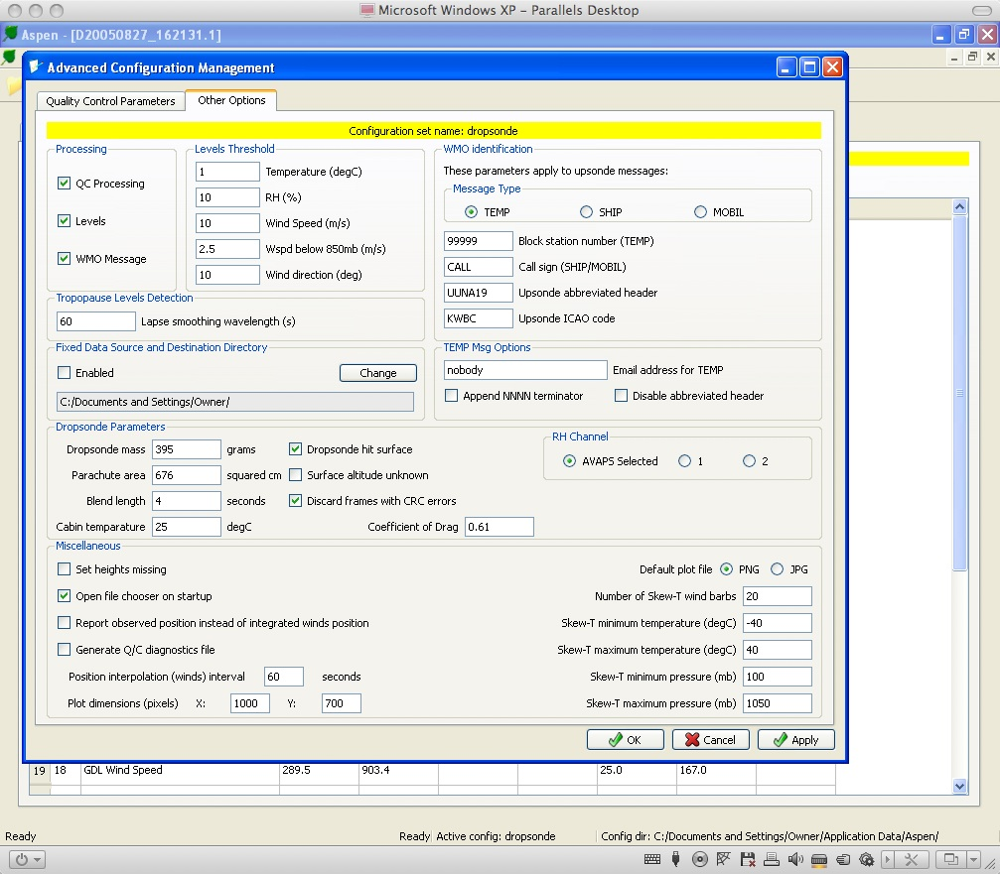 Microsoft Windows XP – Parallels Desktop
Aspen - [D20050827_162131.1]
Advanced Configuration Management
Quality Control Parameters
Other Options
Configuration set name: dropsonde
Processing
QC Processing
Levels
WMO Message
Levels Threshold
1 Temperature (degC)
10 RH (%)
10 Wind Speed (m/s)
2.5 Wspd below 850mb (m/s)
10 Wind direction (deg)
WMO identification
These parameters apply to upsonde messages:
Message Type
TEMP SHIP MOBIL
99999 Block station number (TEMP)
CALL Call sign (SHIP/MOBIL)
UUNA19 Upsonde abbreviated header
KWBC Upsonde ICAO code
Tropopause Levels Detection
60 Lapse smoothing wavelength (s)
Fixed Data Source and Destination Directory
Enabled Change
C:/Documents and Settings/Owner/
TEMP Msg Options
nobody Email address for TEMP
Append NNNN terminator Disable abbreviated header
Dropsonde Parameters
Dropsonde mass 395 grams Dropsonde hit surface
Parachute area 676 squared cm Surface altitude unknown
Blend length 4 seconds Discard frames with CRC errors
Cabin temparature 25 degC Coefficient of Drag 0.61
RH Channel
AVAPS Selected 1 2
Miscellaneous
Set heights missing
Open file chooser on startup
Report observed position instead of integrated winds position
Generate Q/C diagnostics file
Position interpolation (winds) interval 60 seconds
Plot dimensions (pixels) X: 1000 Y: 700
Default plot file PNG JPG
Number of Skew-T wind barbs 20
Skew-T minimum temperature (degC) -40
Skew-T maximum temperature (degC) 40
Skew-T minimum pressure (mb) 100
Skew-T maximum pressure (mb) 1050
OK Cancel Apply
19 18 GDL Wind Speed 289.5 903.4 25.0 167.0
Ready Ready Active config: dropsonde Config dir: C:/Documents and Settings/Owner/Application Data/Aspen/